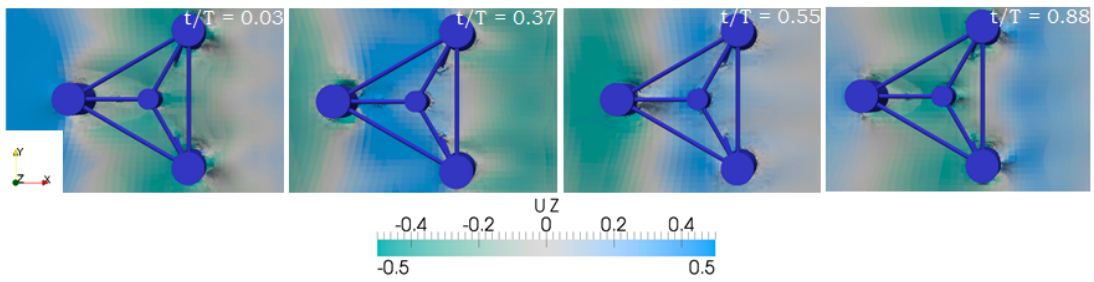 t/T = 0.03
t/T = 0.37
t/T = 0.55
t/T = 0.88
Y
Z X
U Z
-0.4 -0.2 0 0.2 0.4
-0.5 0.5